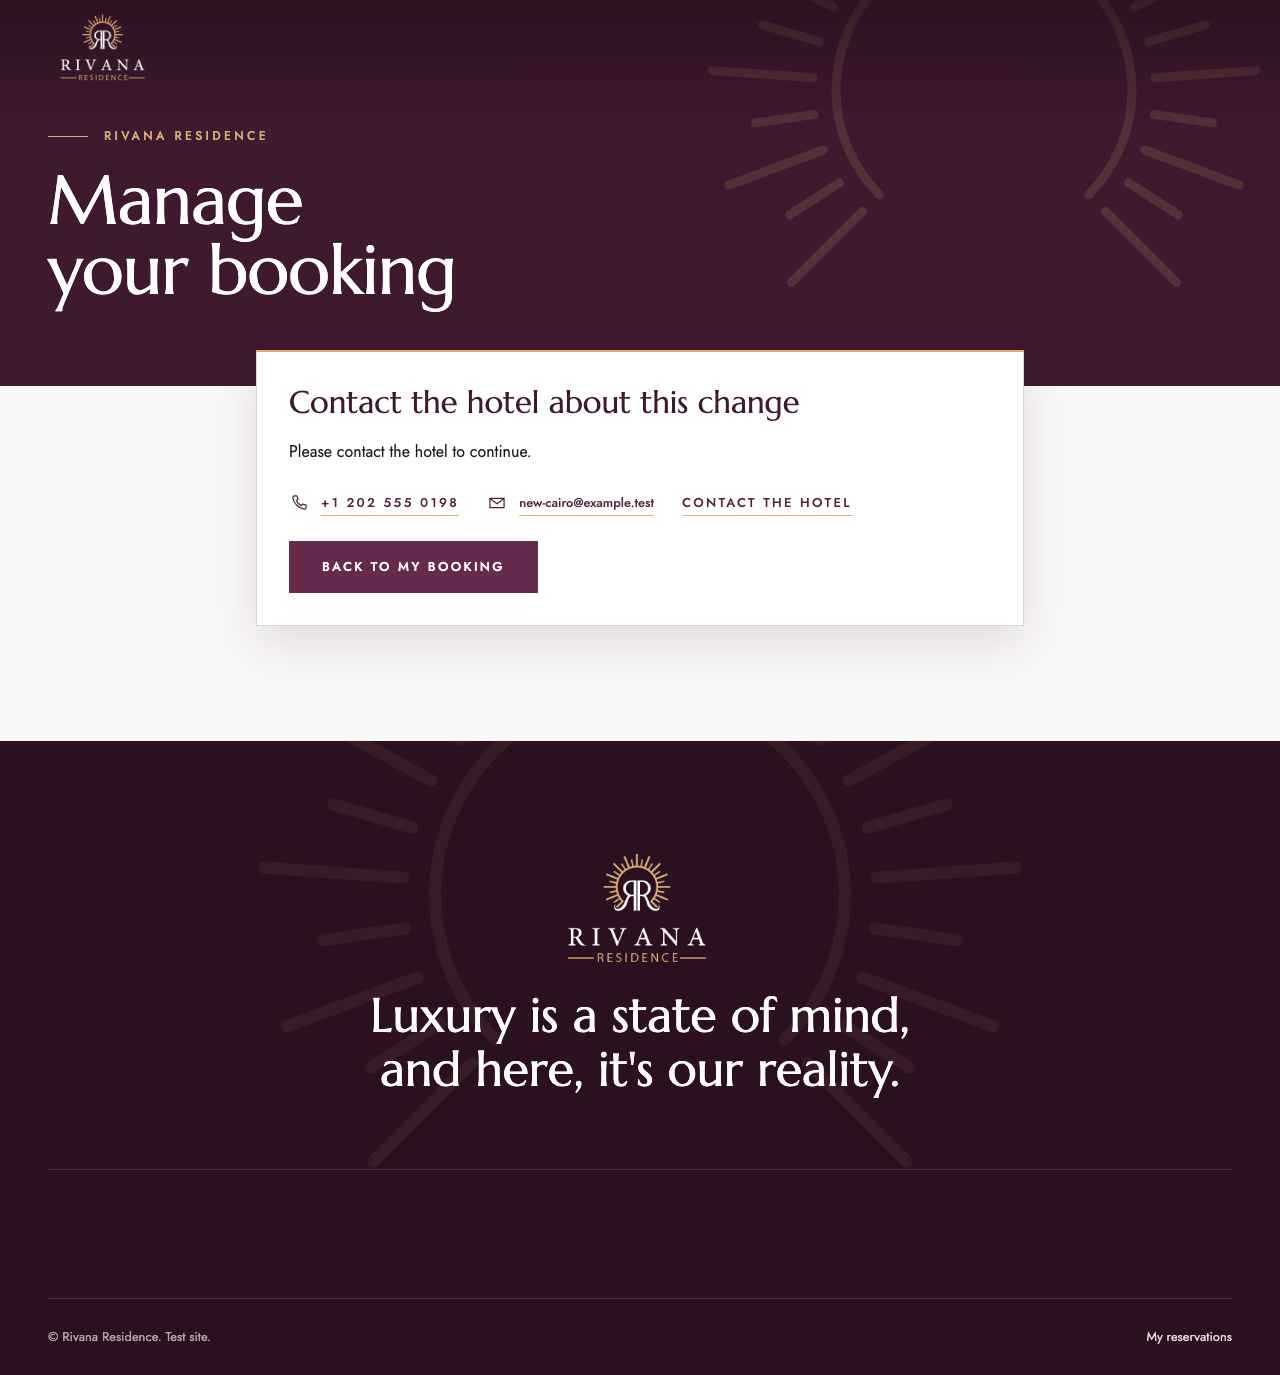 RIVANA
RESIDENCE
RIVANA RESIDENCE
Manage
your booking
Contact the hotel about this change
Please contact the hotel to continue.
+1 202 555 0198 new-cairo@example.test CONTACT THE HOTEL
BACK TO MY BOOKING
RIVANA
RESIDENCE
Luxury is a state of mind,
and here, it's our reality.
© Rivana Residence. Test site. My reservations